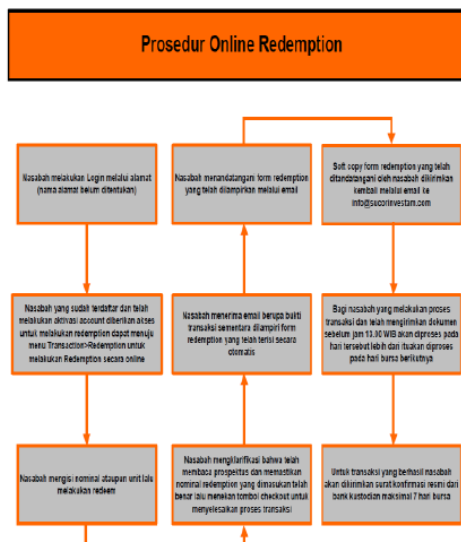 Prosedur Online Redemption
Nasabah melakukan Login melalui alamat
(nama alamat belum ditentukan)
Nasabah yang sudah terdaftar dan telah
melakukan aktivasi account diberikan akses
untuk melakukan redemption dapat menuju
menu Transaction>Redemption untuk
melakukan Redemption secara online
Nasabah mengisi nominal ataupun unit lalu
melakukan redeem
Nasabah mengklarifikasi bahwa telah
membaca prospektus dan memastikan
nominal redemption yang dimasukan telah
benar lalu menekan tombol checkout untuk
menyelesaikan proses transaksi
Nasabah menerima email berupa bukti
transaksi sementara dilampiri form
redemption yang telah terisi secara
otomatis
Nasabah menandatangani form redemption
yang telah dilampirkan melalui email
Soft copy form redemption yang telah
ditandatangani oleh nasabah dikirimkan
kembali melalui email ke
info@sucorinvestam.com
Bagi nasabah yang melakukan proses
transaksi dan telah mengirimkan dokumen
sebelum jam 13.00 WIB akan diproses pada
hari tersebut lebih dari itu akan diproses
pada hari bursa berikutnya
Untuk transaksi yang berhasil nasabah
akan dikirimkan surat konfirmasi resmi dari
bank kustodian maksimal 7 hari bursa